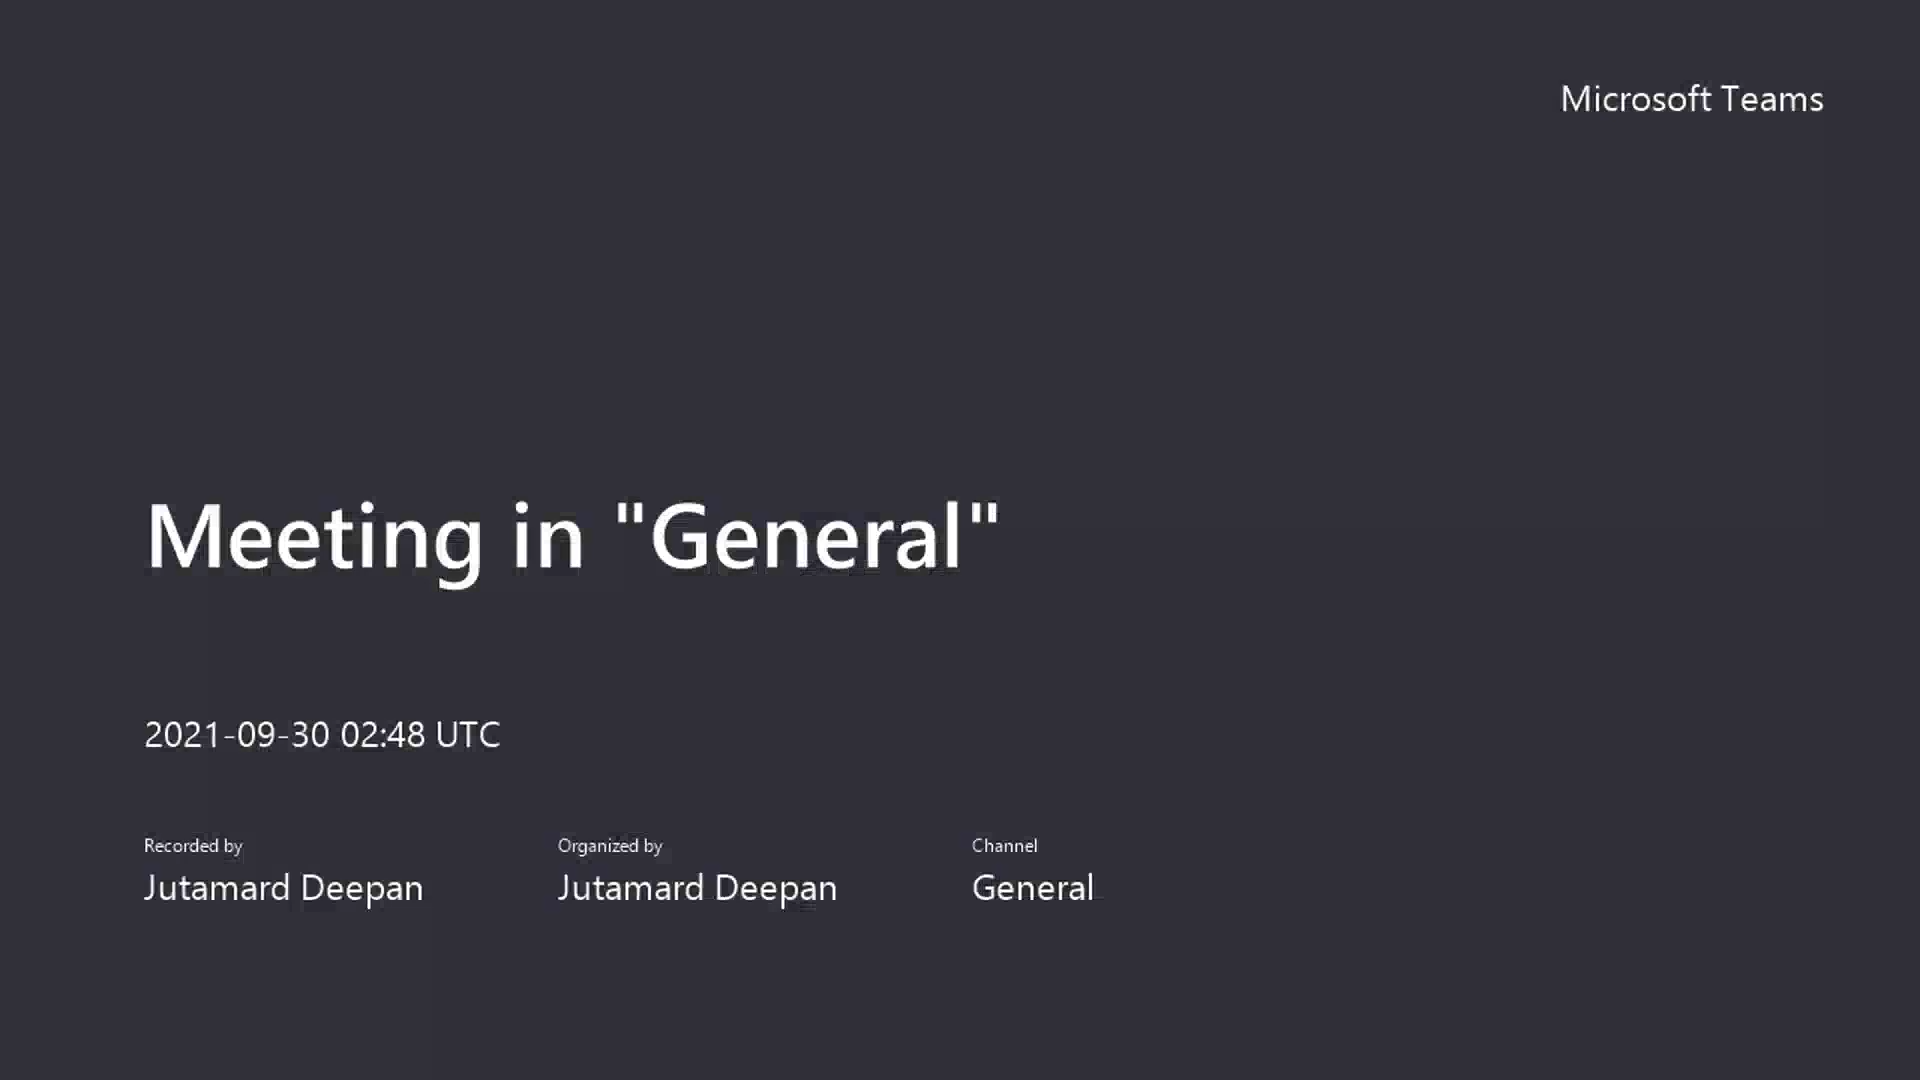 Microsoft Teams
Meeting in "General"
2021-09-30 02:48 UTC
Recorded by
Jutamard Deepan
Organized by
Jutamard Deepan
Channel
General